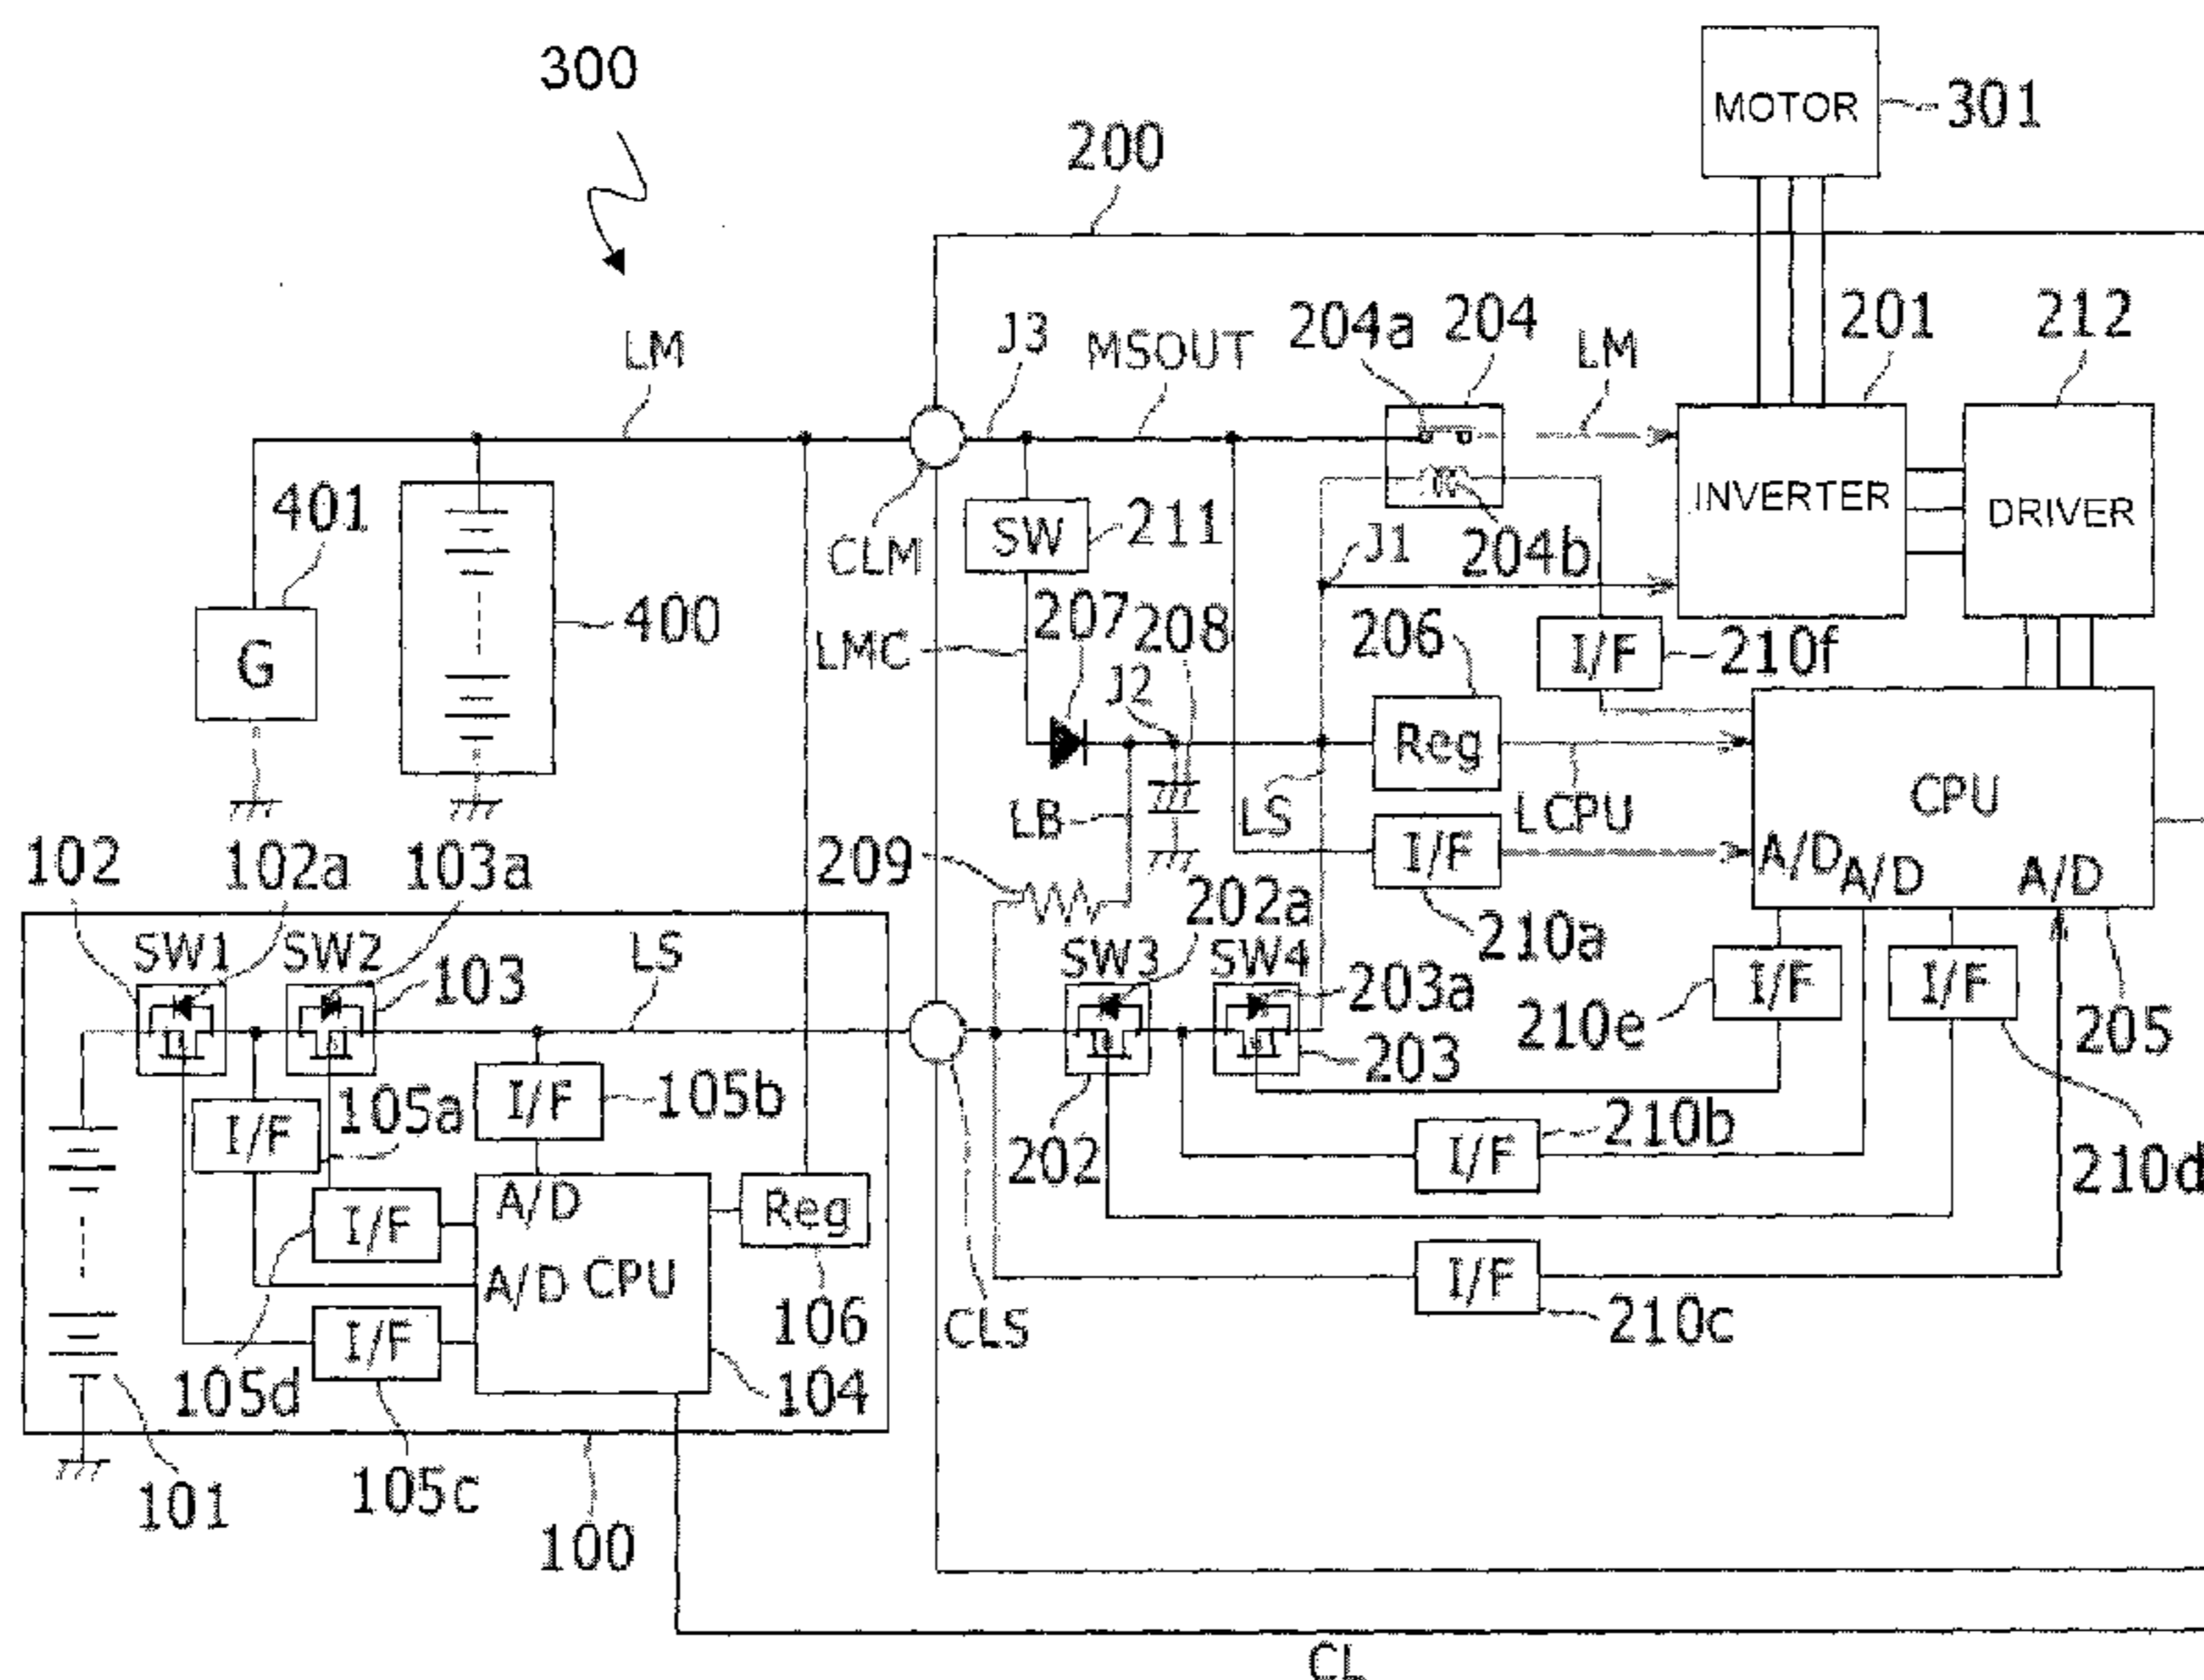 300
MOTOR
301
200
LM
J3
MSOUT
204a
204
LM
201
212
401
CLM
SW
211
J1
204b
INVERTER
DRIVER
400
G
LMC
207
208
206
I/F
210f
J2
Reg
CPU
LB
LS
LCPU
102
102a
103a
209
I/F
A/D
A/D
A/D
202a
210a
SW1
SW2
103
LS
SW3
SW4
203a
I/F
I/F
210e
205
203
I/F
105a
I/F
105b
202
210b
I/F
210d
A/D
Reg
I/F
A/D
CPU
I/F
106
CLS
I/F
210c
105d
104
101
105c
100
CL